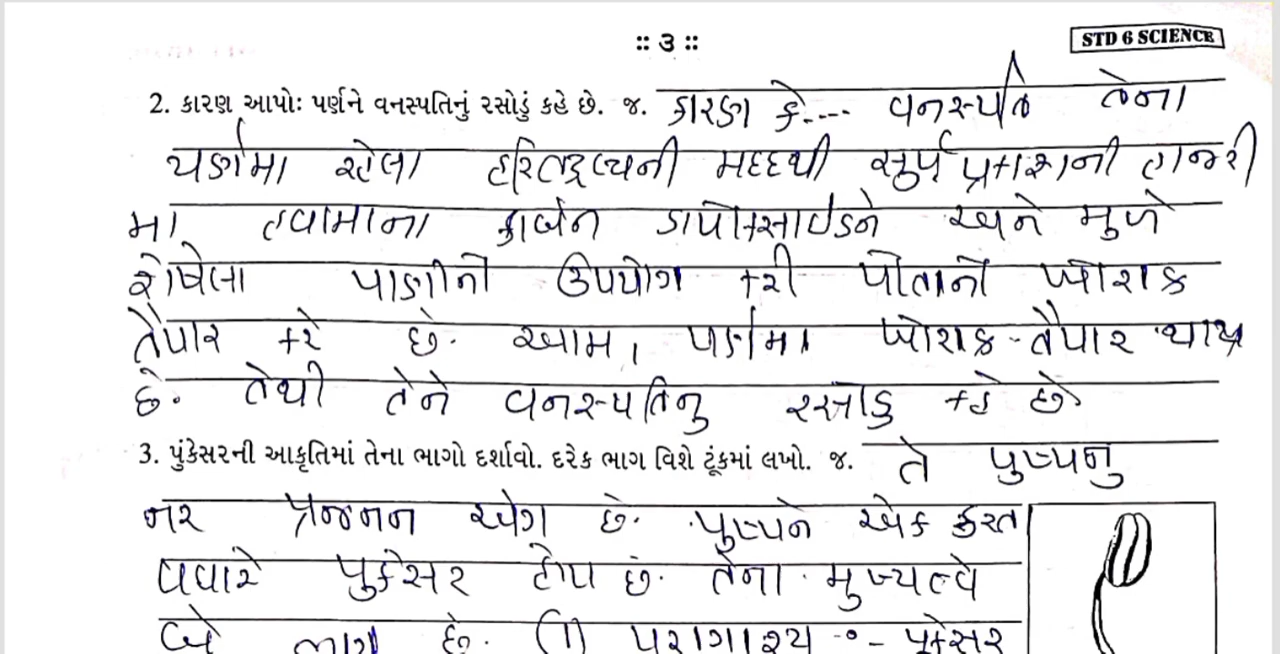 :: ૩ ::
STD 6 SCIENCE
2. કારણ આપોઃ પર્ણને વનસ્પતિનું રસોડું કહે છે. જ. કારણ કે.... વનસ્પતિ તેના
પર્ણમા રહેલા હરિતદ્રવ્યની મદદથી સુર્ય પ્રકાશની હાજરી
મા હવામાના કાર્બન ડાયોક્સાઇડને અને મુળે
શોષેલા પાણીનો ઉપયોગ કરી પોતાનો ખોરાક
તૈયાર કરે છે. આમ, પર્ણમા ખોરાક તૈયાર થાય
છે. તેથી તેને વનસ્પતિનુ રસોડુ કહે છે
3. પુંકેસરની આકૃતિમાં તેના ભાગો દર્શાવો. દરેક ભાગ વિશે ટૂંકમાં લખો. જ. તે પુષ્પનુ
નર પ્રજનન અંગ છે. પુષ્પને એક કરત
વધારે પુકેસર હોય છે. તેના મુખ્યત્વે
બે ભાગ છે. (1) પરાગાશય :- પુકેસર